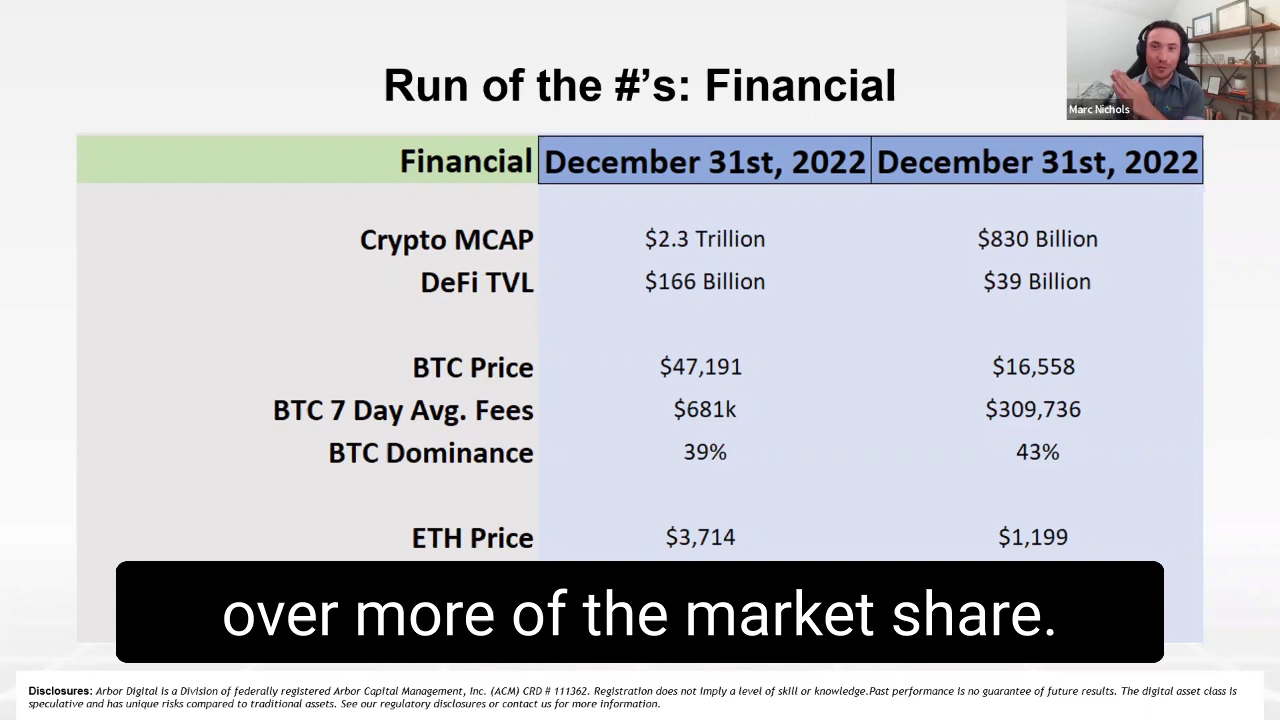 Run of the #'s: Financial
Marc Nichols
Financial December 31st, 2022 December 31st, 2022
Crypto MCAP $2.3 Trillion $830 Billion
DeFi TVL $166 Billion $39 Billion
BTC Price $47,191 $16,558
BTC 7 Day Avg. Fees $681k $309,736
BTC Dominance 39% 43%
ETH Price $3,714 $1,199
over more of the market share.
Disclosures: Arbor Digital is a Division of federally registered Arbor Capital Management, Inc. (ACM) CRD # 111362. Registration does not imply a level of skill or knowledge.Past performance is no guarantee of future results. The digital asset class is
speculative and has unique risks compared to traditional assets. See our regulatory disclosures or contact us for more information.